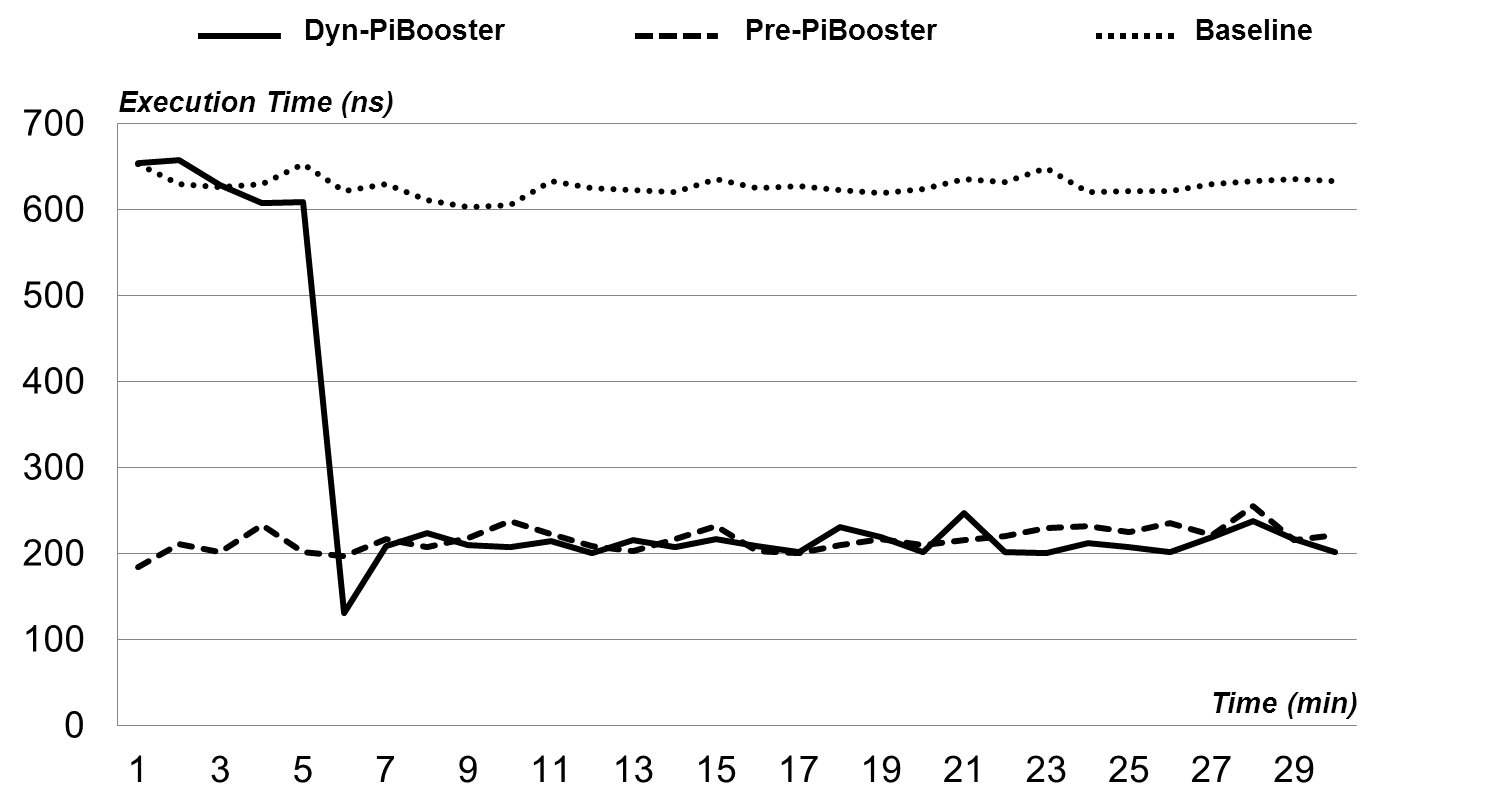 Dyn-PiBooster Pre-PiBooster Baseline
Execution Time (ns)
700
600
500
400
300
200
100
Time (min)
0
1 3 5 7 9 11 13 15 17 19 21 23 25 27 29